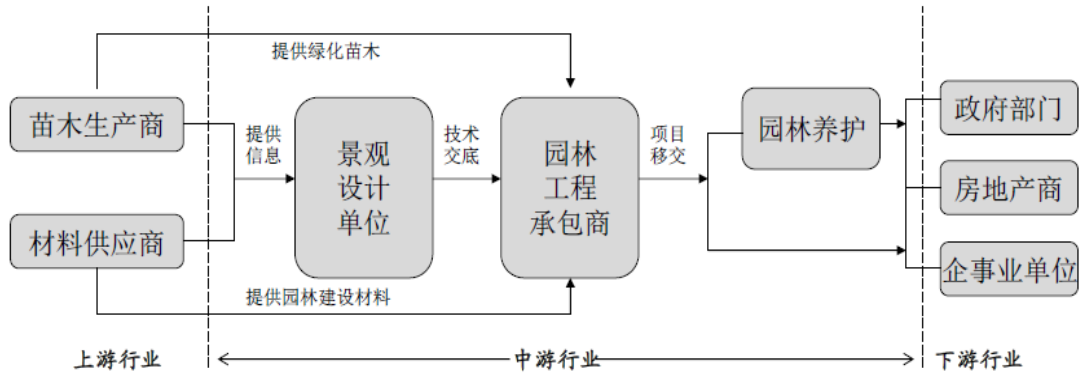 提供绿化苗木
苗木生产商
材料供应商
提供
信息
景观
设计
单位
技术
交底
园林
工程
承包商
项目
移交
园林养护
政府部门
房地产商
企事业单位
提供园林建设材料
上游行业
中游行业
下游行业